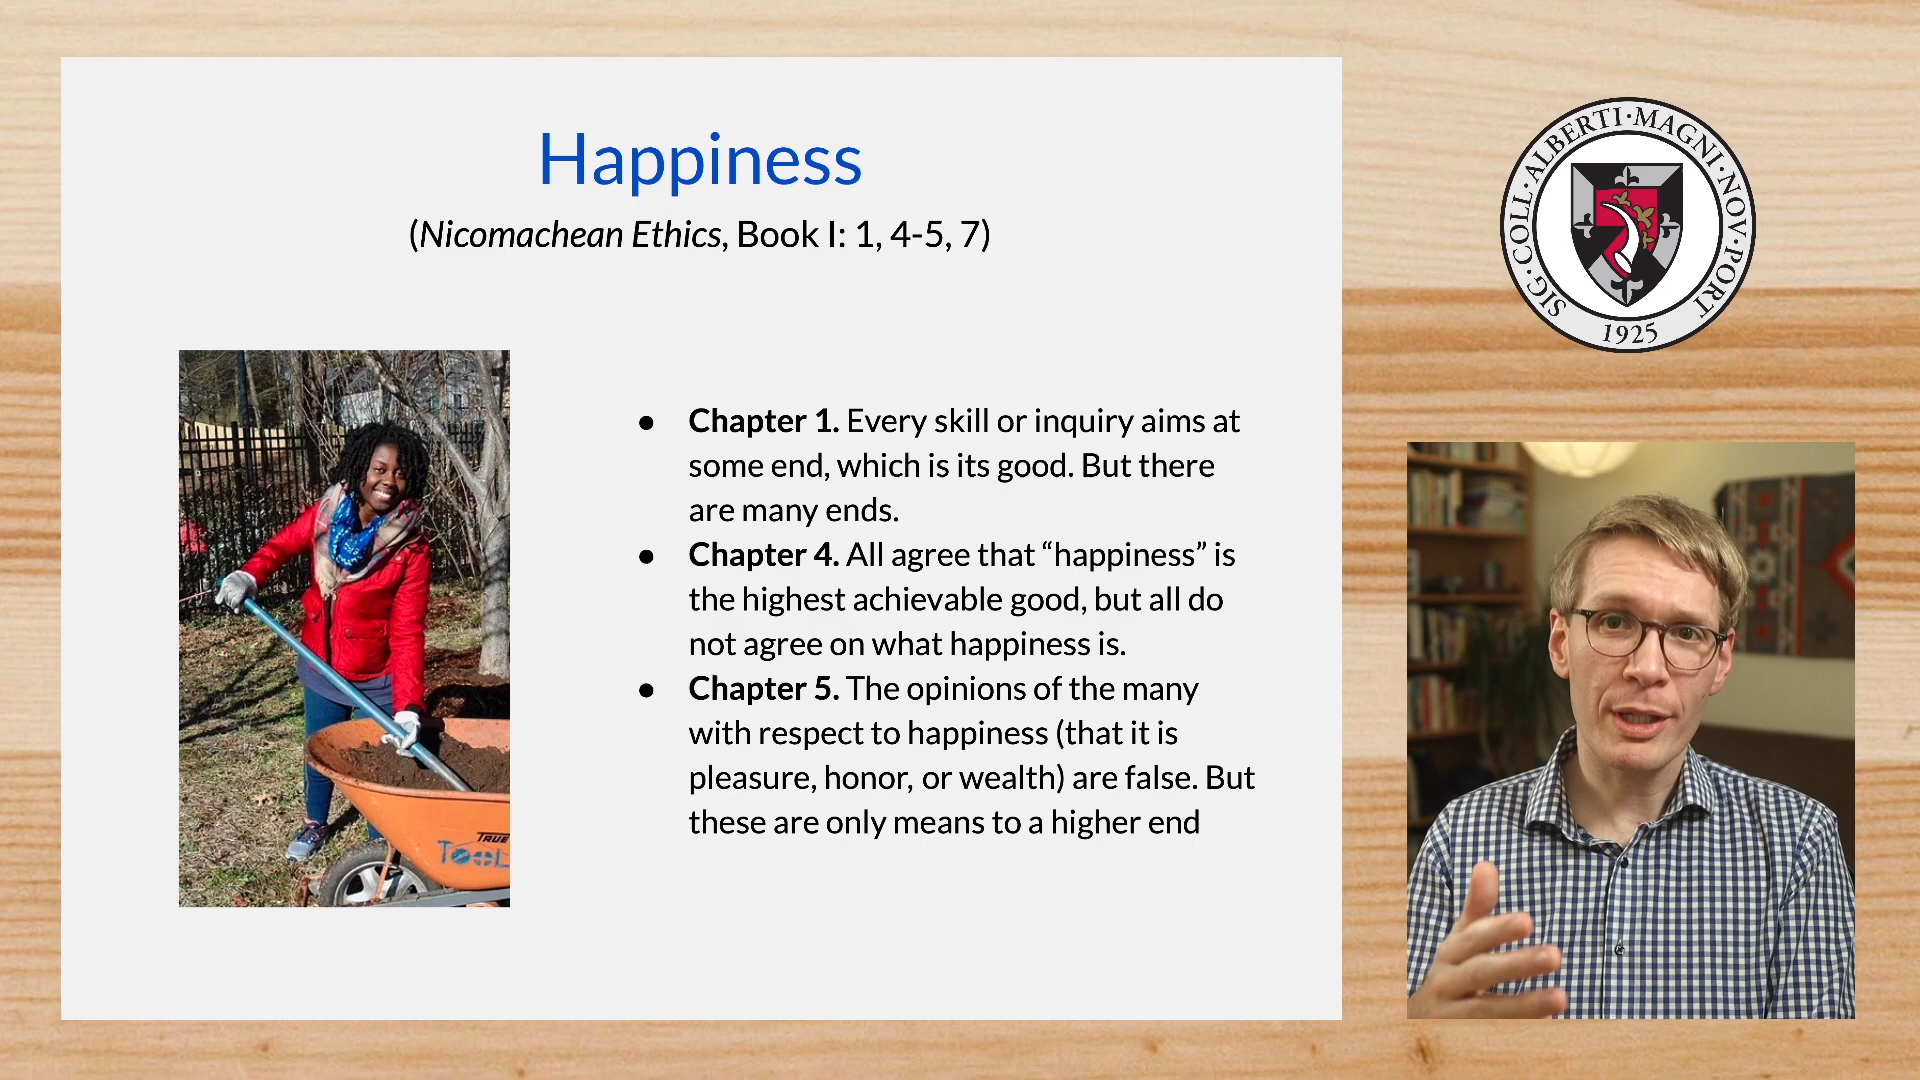 Happiness
(Nicomachean Ethics, Book I: 1, 4-5, 7)
● Chapter 1. Every skill or inquiry aims at
some end, which is its good. But there
are many ends.
● Chapter 4. All agree that “happiness” is
the highest achievable good, but all do
not agree on what happiness is.
● Chapter 5. The opinions of the many
with respect to happiness (that it is
pleasure, honor, or wealth) are false. But
these are only means to a higher end
SIG·COLL·ALBERTI·MAGNI·NOV·PORT
1925
TRUE
TOOL